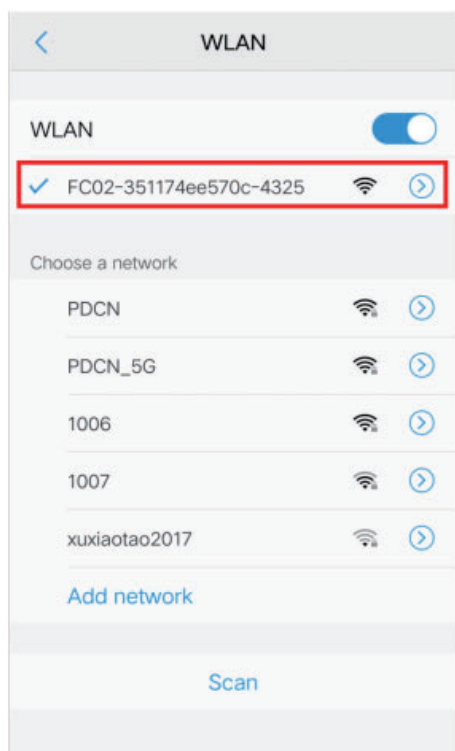 WLAN
WLAN
FC02-351174ee570c-4325
Choose a network
PDCN
PDCN_5G
1006
1007
xuxiaotao2017
Add network
Scan